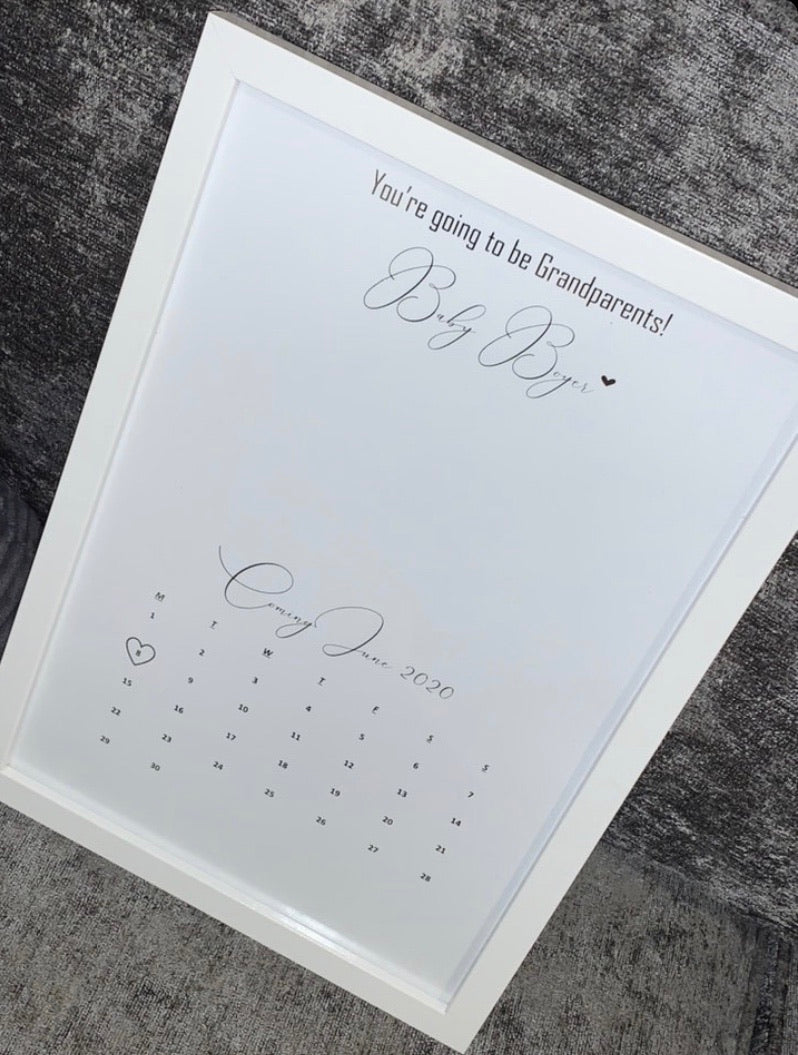 You're going to be Grandparents!
Baby Boyer ♥
Coming June 2020
M T W T F S S
1 2 3 4 5 6 7
8 9 10 11 12 13 14
15 16 17 18 19 20 21
22 23 24 25 26 27 28
29 30